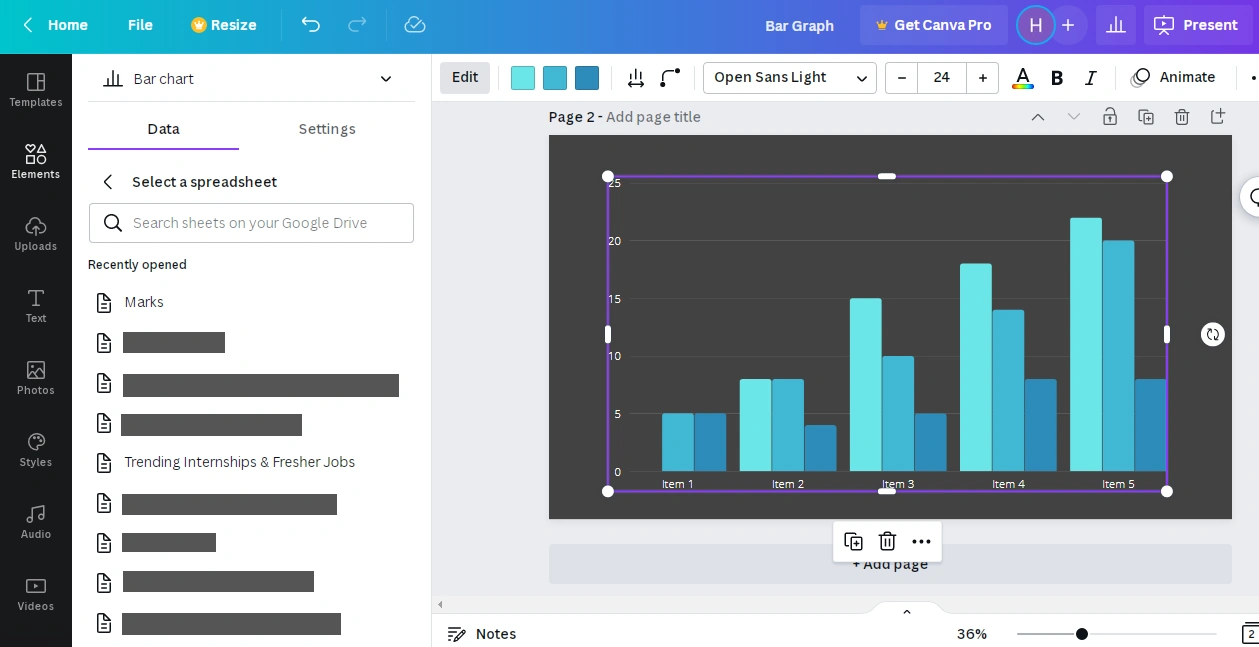 Home File Resize Bar Graph Get Canva Pro H + Present
Bar chart
Edit Open Sans Light – 24 + A B I Animate
Templates
Elements
Uploads
Text
Photos
Styles
Audio
Videos
Data Settings
Select a spreadsheet
Search sheets on your Google Drive
Recently opened
Marks
Trending Internships & Fresher Jobs
Page 2 - Add page title
25
20
15
10
5
0
Item 1 Item 2 Item 3 Item 4 Item 5
+ Add page
Notes 36% 2